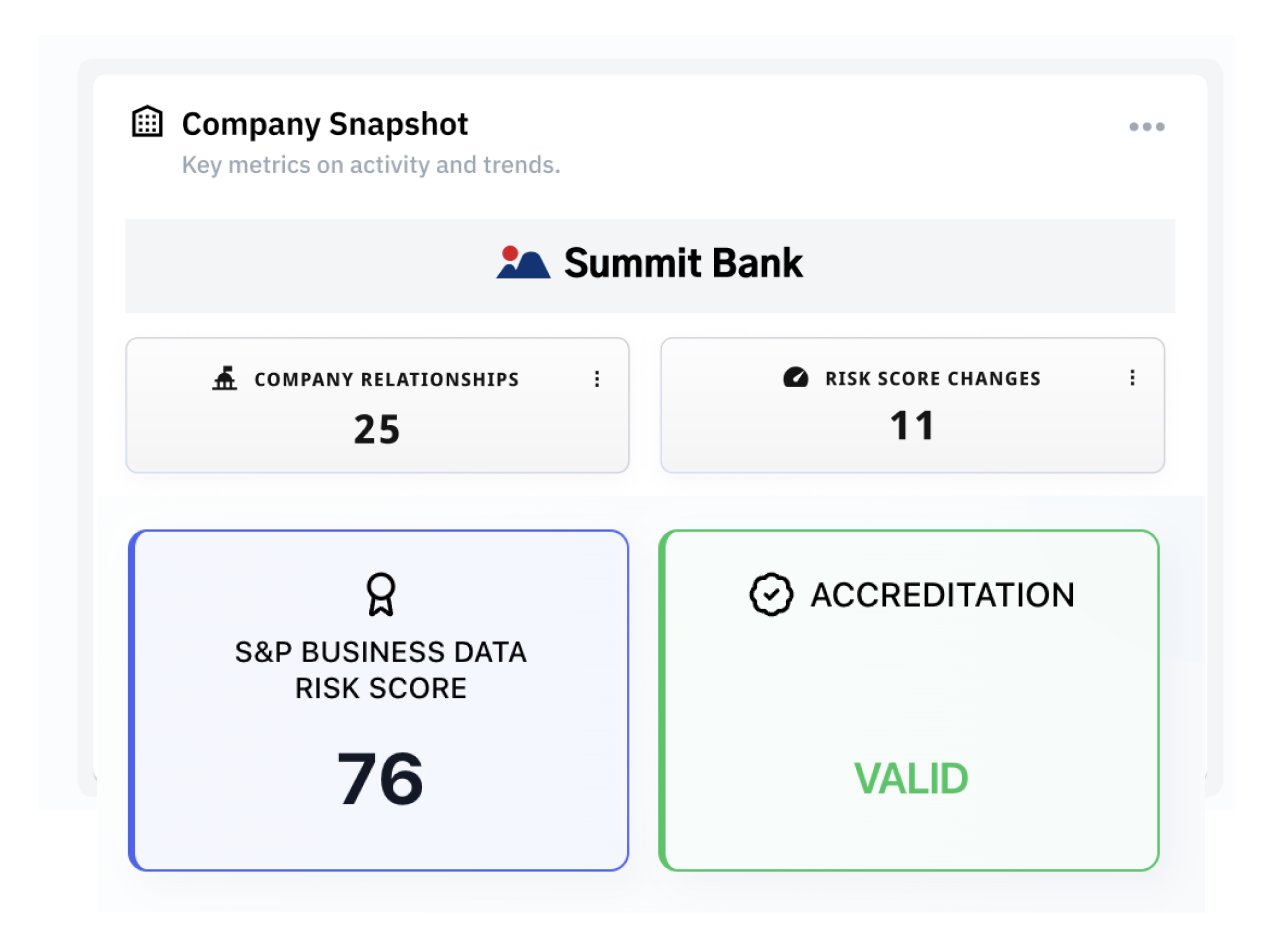 Company Snapshot
Key metrics on activity and trends.
Summit Bank
COMPANY RELATIONSHIPS
25
RISK SCORE CHANGES
11
S&P BUSINESS DATA
RISK SCORE
76
ACCREDITATION
VALID